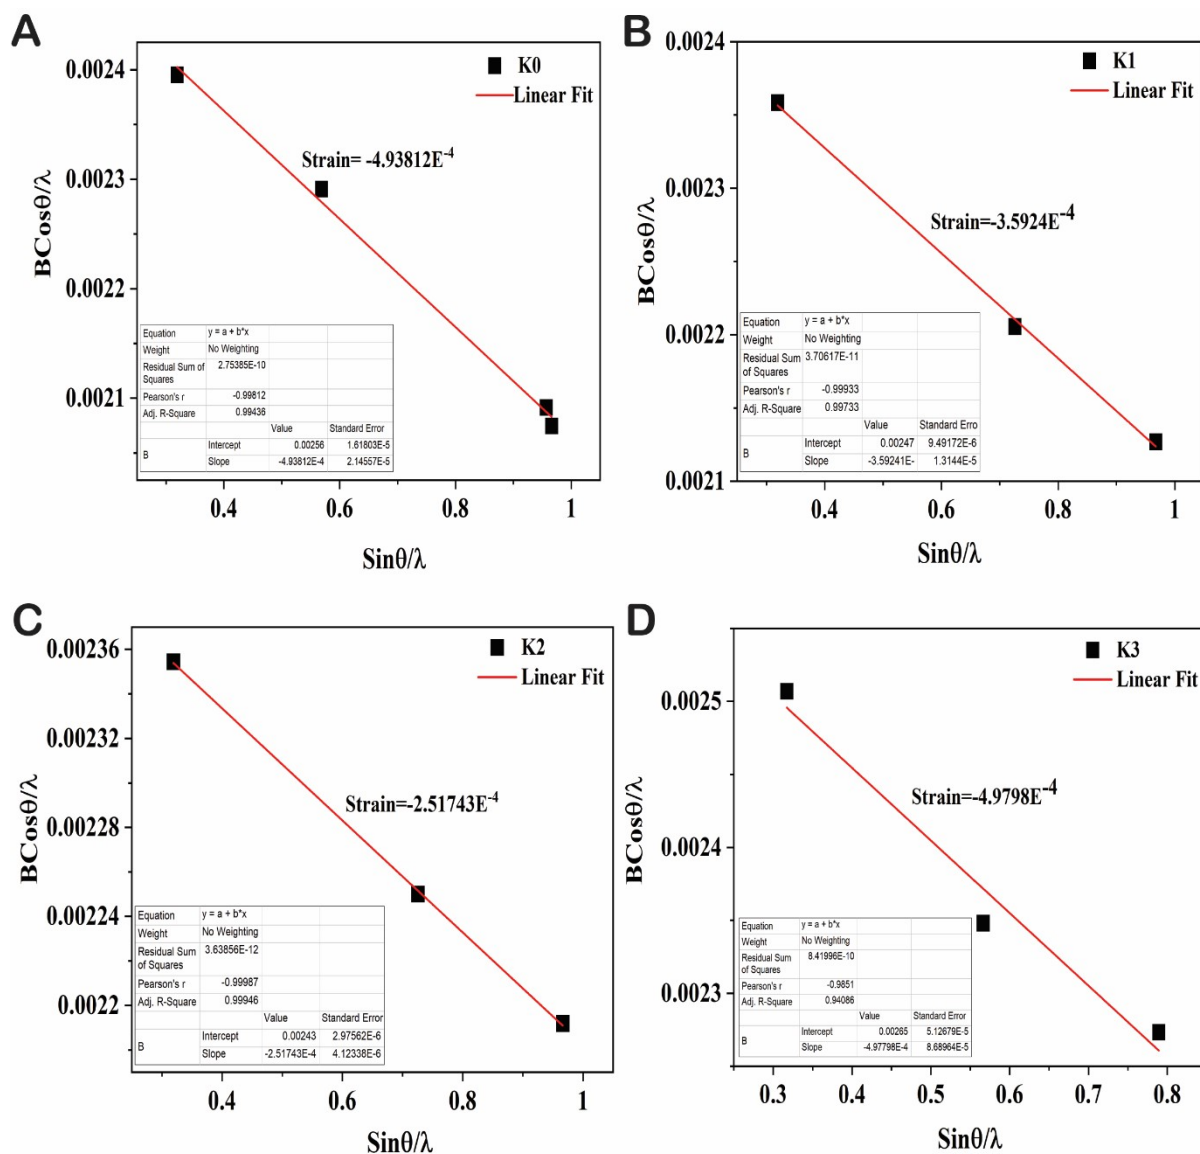 A
0.0024
0.0023
0.0022
0.0021
BCosθ/λ
K0
Linear Fit
Strain= -4.93812E-4
Equation y = a + b*x
Weight No Weighting
Residual Sum of Squares 2.75385E-10
Pearson's r -0.99812
Adj. R-Square 0.99436
Value Standard Error
B Intercept 0.00256 1.61803E-5
Slope -4.93812E-4 2.14557E-5
0.4 0.6 0.8 1
Sinθ/λ
B
0.0024
0.0023
0.0022
0.0021
BCosθ/λ
K1
Linear Fit
Strain=-3.5924E-4
Equation y = a + b*x
Weight No Weighting
Residual Sum of Squares 3.70617E-11
Pearson's r -0.99933
Adj. R-Square 0.99733
Value Standard Erro
B Intercept 0.00247 9.49172E-6
Slope -3.59241E- 1.3144E-5
0.4 0.6 0.8 1
Sinθ/λ
C
0.00236
0.00232
0.00228
0.00224
0.0022
BCosθ/λ
K2
Linear Fit
Strain=-2.51743E-4
Equation y = a + b*x
Weight No Weighting
Residual Sum of Squares 3.63856E-12
Pearson's r -0.99987
Adj. R-Square 0.99946
Value Standard Error
B Intercept 0.00243 2.97562E-6
Slope -2.51743E-4 4.12338E-6
0.4 0.6 0.8 1
Sinθ/λ
D
0.0025
0.0024
0.0023
BCosθ/λ
K3
Linear Fit
Strain=-4.9798E-4
Equation y = a + b*x
Weight No Weighting
Residual Sum of Squares 8.41996E-10
Pearson's r -0.9851
Adj. R-Square 0.94086
Value Standard Error
B Intercept 0.00265 5.12679E-5
Slope -4.97798E-4 8.68964E-5
0.3 0.4 0.5 0.6 0.7 0.8
Sinθ/λ